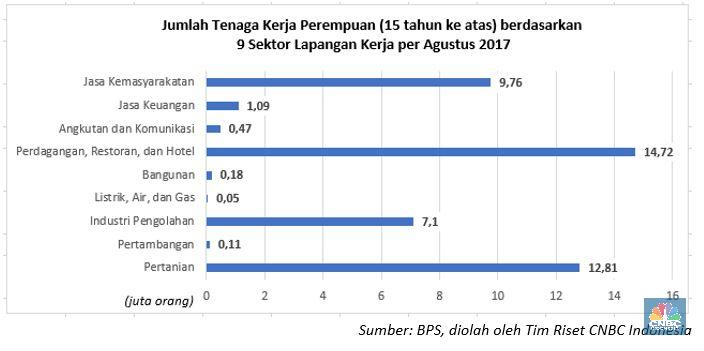 Jumlah Tenaga Kerja Perempuan (15 tahun ke atas) berdasarkan
9 Sektor Lapangan Kerja per Agustus 2017
Jasa Kemasyarakatan 9,76
Jasa Keuangan 1,09
Angkutan dan Komunikasi 0,47
Perdagangan, Restoran, dan Hotel 14,72
Bangunan 0,18
Listrik, Air, dan Gas 0,05
Industri Pengolahan 7,1
Pertambangan 0,11
Pertanian 12,81
(juta orang) 0 2 4 6 8 10 12 14 16
CNBC
Sumber: BPS, diolah oleh Tim Riset CNBC Indonesia